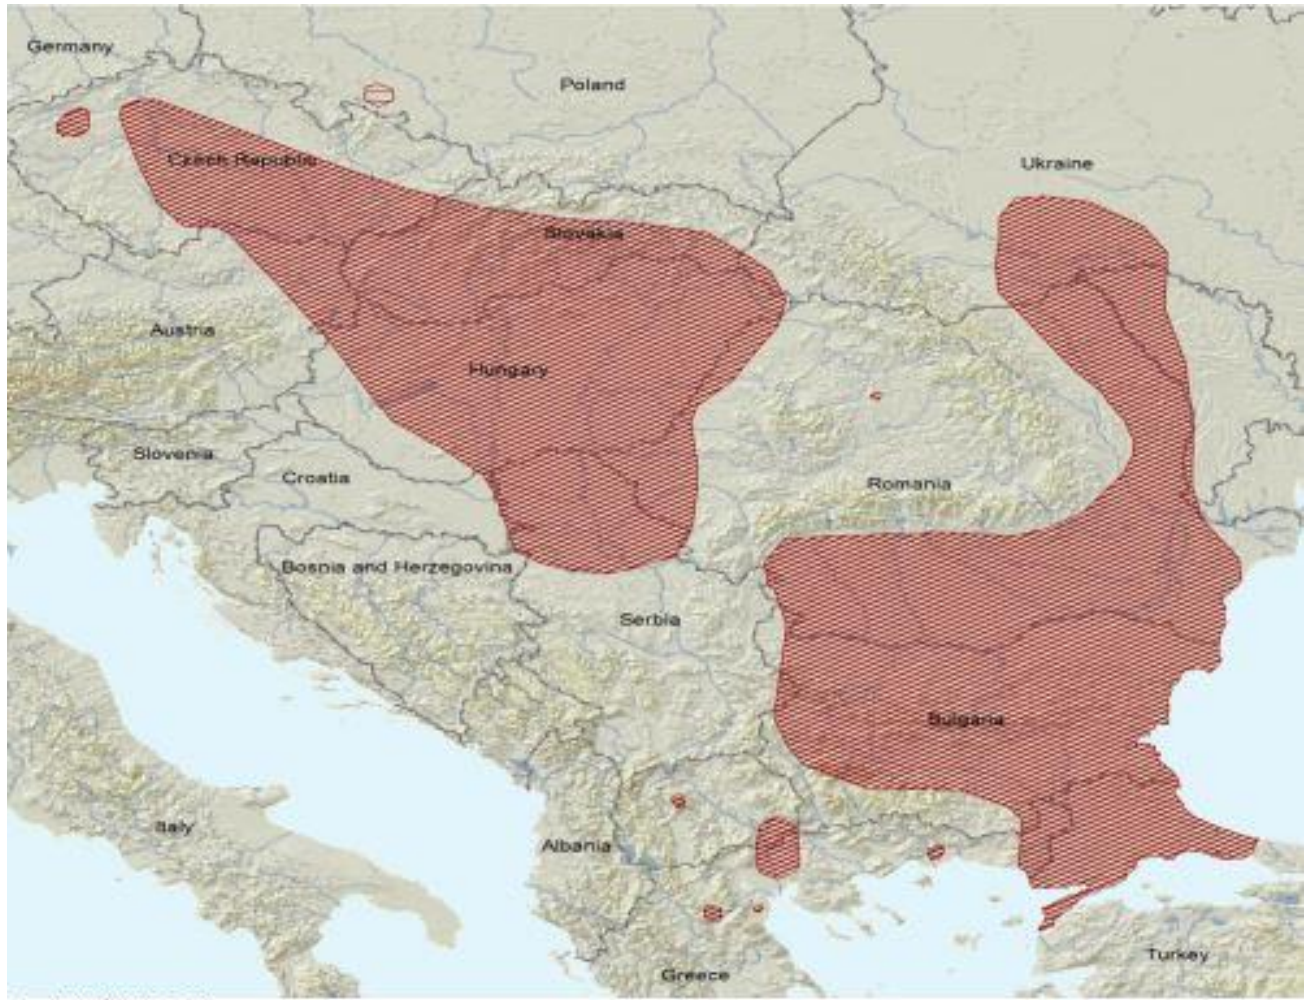 Germany
Poland
Czech Republic
Ukraine
Slovakia
Austria
Hungary
Slovenia
Croatia
Romania
Bosnia and Herzegovina
Serbia
Bulgaria
Italy
Albania
Turkey
Greece